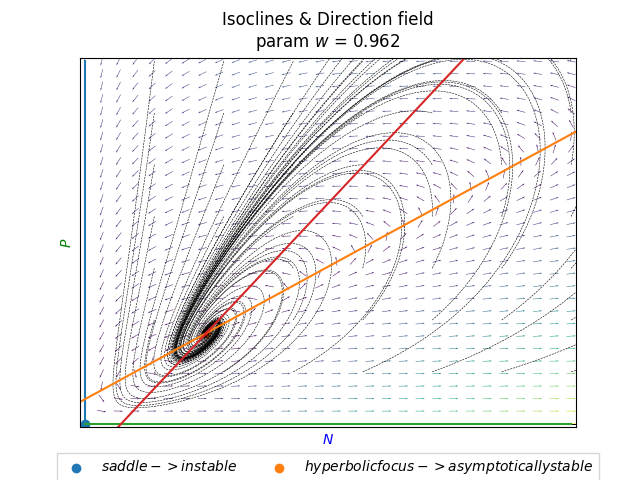 Isoclines & Direction field
param w = 0.962
P
N
saddle -> instable
hyperbolicfocus -> asymptoticallystable